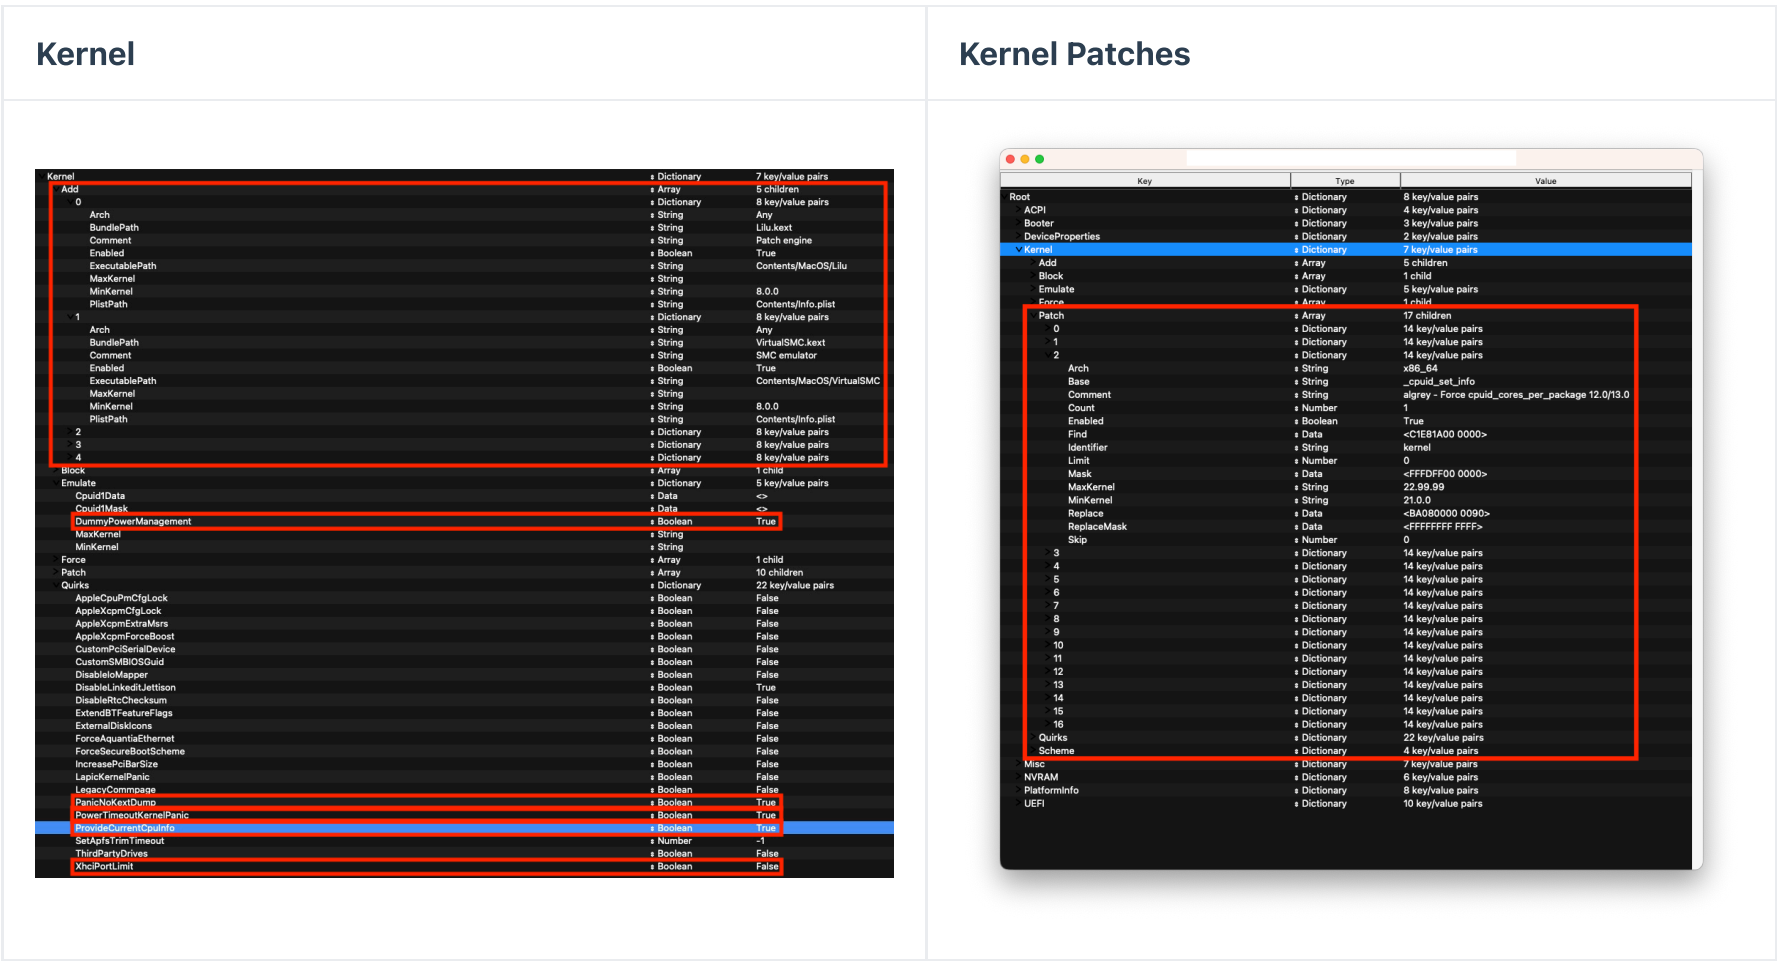 Kernel
Kernel Patches
Kernel Dictionary 7 key/value pairs
Add Array 5 children
0 Dictionary 8 key/value pairs
Arch String Any
BundlePath String Lilu.kext
Comment String Patch engine
Enabled Boolean True
ExecutablePath String Contents/MacOS/Lilu
MaxKernel String
MinKernel String 8.0.0
PlistPath String Contents/Info.plist
1 Dictionary 8 key/value pairs
Arch String Any
BundlePath String VirtualSMC.kext
Comment String SMC emulator
Enabled Boolean True
ExecutablePath String Contents/MacOS/VirtualSMC
MaxKernel String
MinKernel String 8.0.0
PlistPath String Contents/Info.plist
2 Dictionary 8 key/value pairs
3 Dictionary 8 key/value pairs
4 Dictionary 8 key/value pairs
Block Array 1 child
Emulate Dictionary 5 key/value pairs
Cpuid1Data Data <>
Cpuid1Mask Data <>
DummyPowerManagement Boolean True
MaxKernel String
MinKernel String
Force Array 1 child
Patch Array 10 children
Quirks Dictionary 22 key/value pairs
AppleCpuPmCfgLock Boolean False
AppleXcpmCfgLock Boolean False
AppleXcpmExtraMsrs Boolean False
AppleXcpmForceBoost Boolean False
CustomPciSerialDevice Boolean False
CustomSMBIOSGuid Boolean False
DisableIoMapper Boolean False
DisableLinkeditJettison Boolean True
DisableRtcChecksum Boolean False
ExtendBTFeatureFlags Boolean False
ExternalDiskIcons Boolean False
ForceAquantiaEthernet Boolean False
ForceSecureBootScheme Boolean False
IncreasePciBarSize Boolean False
LapicKernelPanic Boolean False
LegacyCommpage Boolean False
PanicNoKextDump Boolean True
PowerTimeoutKernelPanic Boolean True
ProvideCurrentCpuInfo Boolean True
SetApfsTrimTimeout Number -1
ThirdPartyDrives Boolean False
XhciPortLimit Boolean False
Key Type Value
Root Dictionary 8 key/value pairs
ACPI Dictionary 4 key/value pairs
Booter Dictionary 3 key/value pairs
DeviceProperties Dictionary 2 key/value pairs
Kernel Dictionary 7 key/value pairs
Add Array 5 children
Block Array 1 child
Emulate Dictionary 5 key/value pairs
Force Array 1 child
Patch Array 17 children
0 Dictionary 14 key/value pairs
1 Dictionary 14 key/value pairs
2 Dictionary 14 key/value pairs
Arch String x86_64
Base String _cpuid_set_info
Comment String algrey - Force cpuid_cores_per_package 12.0/13.0
Count Number 1
Enabled Boolean True
Find Data <C1E81A00 0000>
Identifier String kernel
Limit Number 0
Mask Data <FFFDFF00 0000>
MaxKernel String 22.99.99
MinKernel String 21.0.0
Replace Data <BA080000 0090>
ReplaceMask Data <FFFFFFFF FFFF>
Skip Number 0
3 Dictionary 14 key/value pairs
4 Dictionary 14 key/value pairs
5 Dictionary 14 key/value pairs
6 Dictionary 14 key/value pairs
7 Dictionary 14 key/value pairs
8 Dictionary 14 key/value pairs
9 Dictionary 14 key/value pairs
10 Dictionary 14 key/value pairs
11 Dictionary 14 key/value pairs
12 Dictionary 14 key/value pairs
13 Dictionary 14 key/value pairs
14 Dictionary 14 key/value pairs
15 Dictionary 14 key/value pairs
16 Dictionary 14 key/value pairs
Quirks Dictionary 22 key/value pairs
Scheme Dictionary 4 key/value pairs
Misc Dictionary 7 key/value pairs
NVRAM Dictionary 6 key/value pairs
PlatformInfo Dictionary 8 key/value pairs
UEFI Dictionary 10 key/value pairs